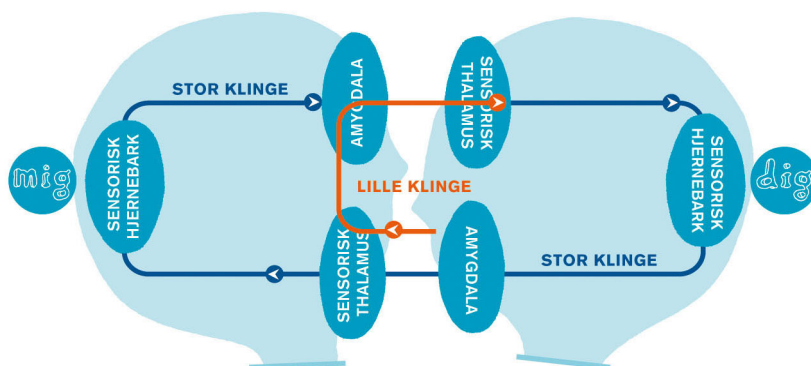 STOR KLINGE
AMYGDALA
SENSORISK
THALAMUS
mig
SENSORISK
HJERNEBARK
LILLE KLINGE
SENSORISK
HJERNEBARK
dig
SENSORISK
THALAMUS
AMYGDALA
STOR KLINGE